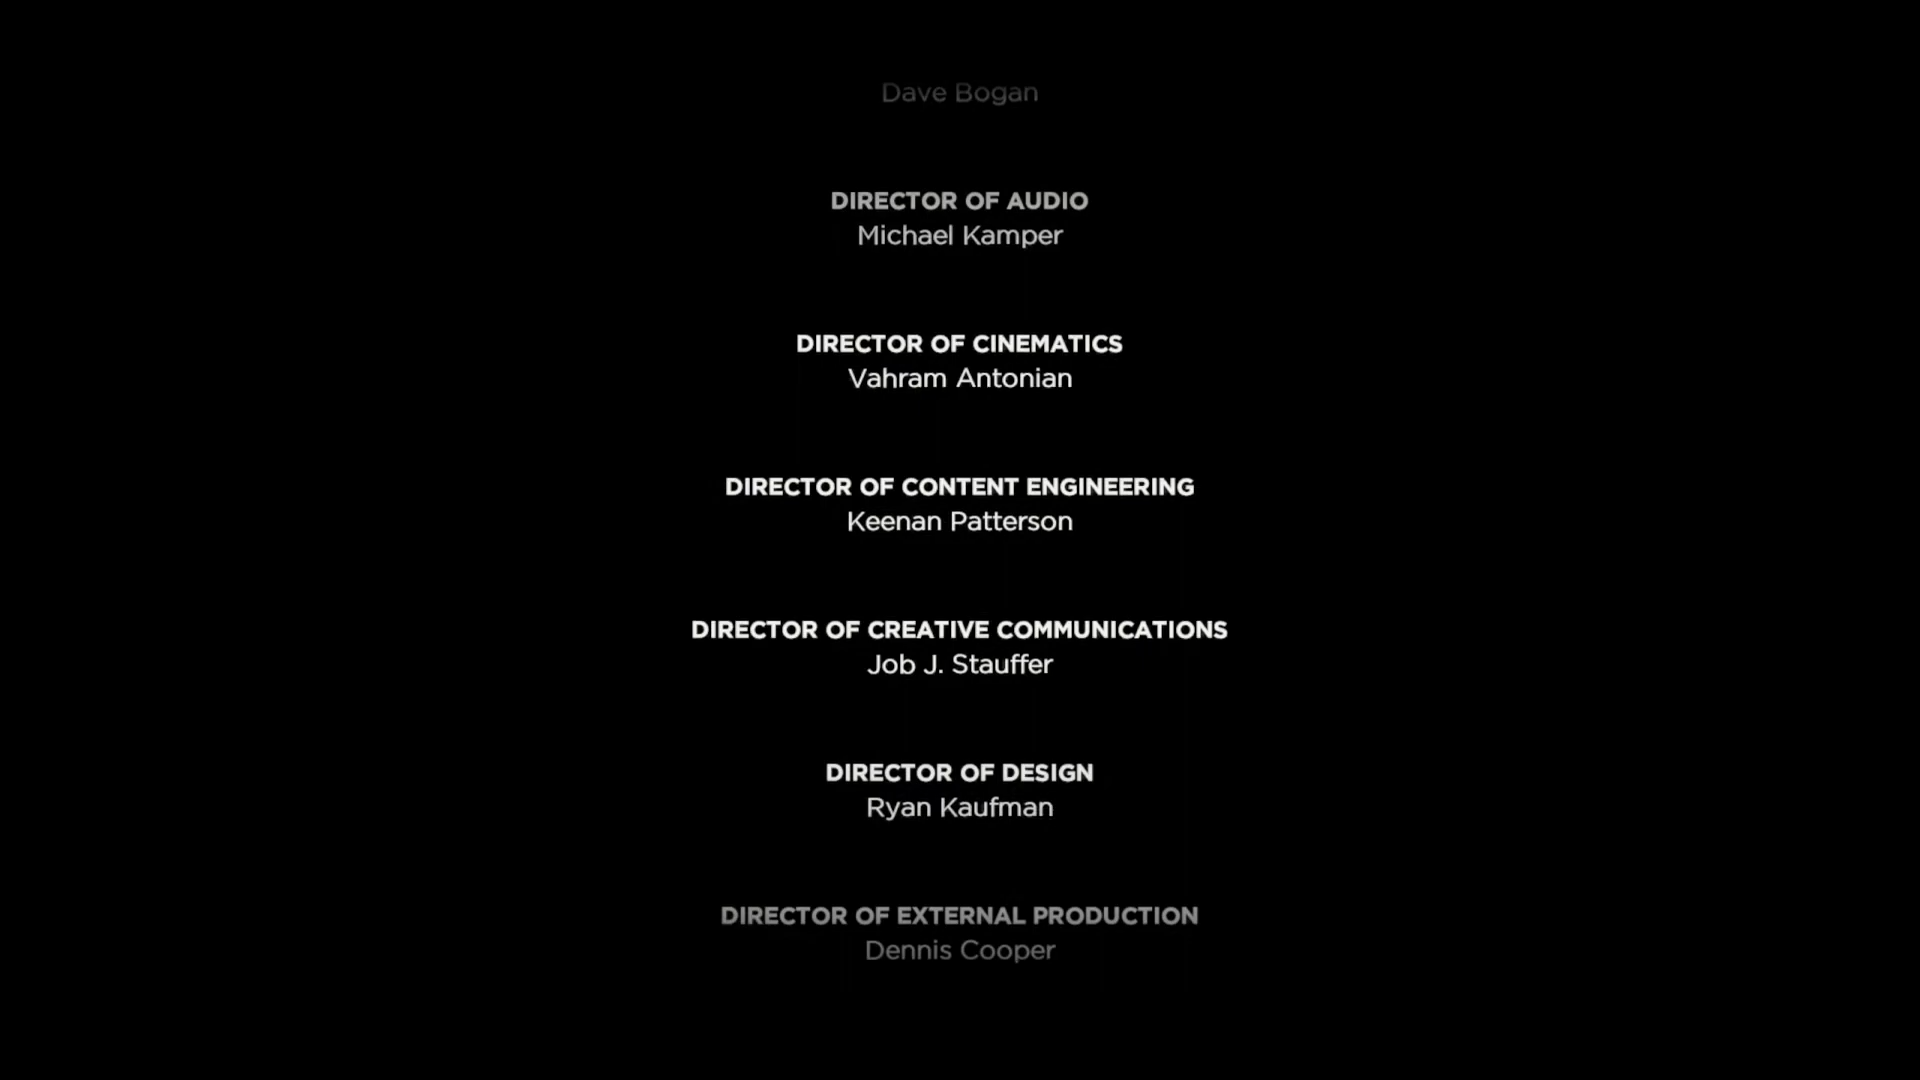 Dave Bogan
DIRECTOR OF AUDIO
Michael Kamper
DIRECTOR OF CINEMATICS
Vahram Antonian
DIRECTOR OF CONTENT ENGINEERING
Keenan Patterson
DIRECTOR OF CREATIVE COMMUNICATIONS
Job J. Stauffer
DIRECTOR OF DESIGN
Ryan Kaufman
DIRECTOR OF EXTERNAL PRODUCTION
Dennis Cooper